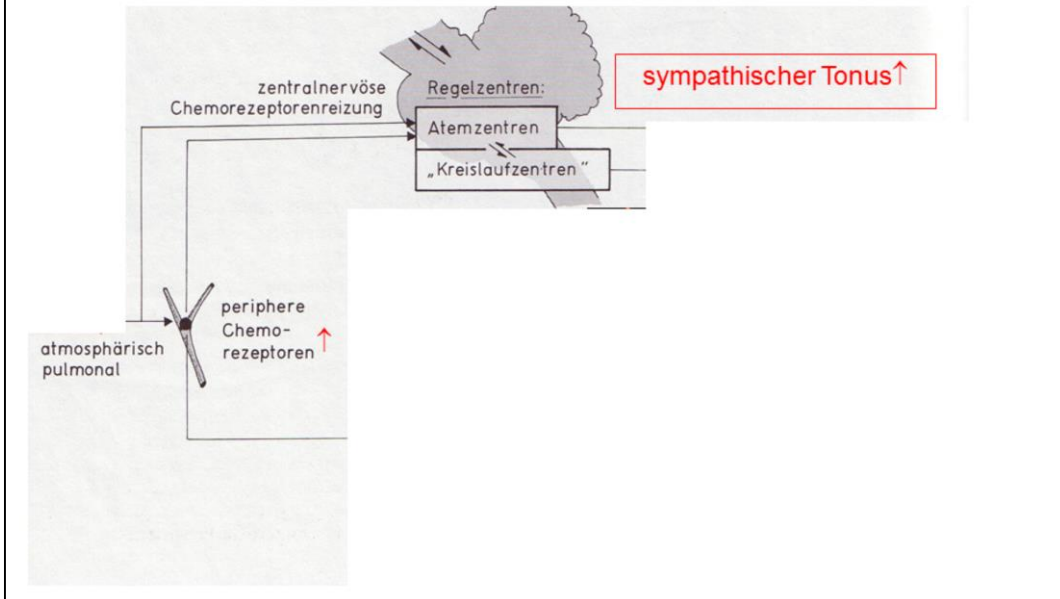 sympathischer Tonus↑
zentralnervöse
Chemorezeptorenreizung
Regelzentren:
Atemzentren
„Kreislaufzentren“
periphere
Chemo-
rezeptoren ↑
atmosphärisch
pulmonal